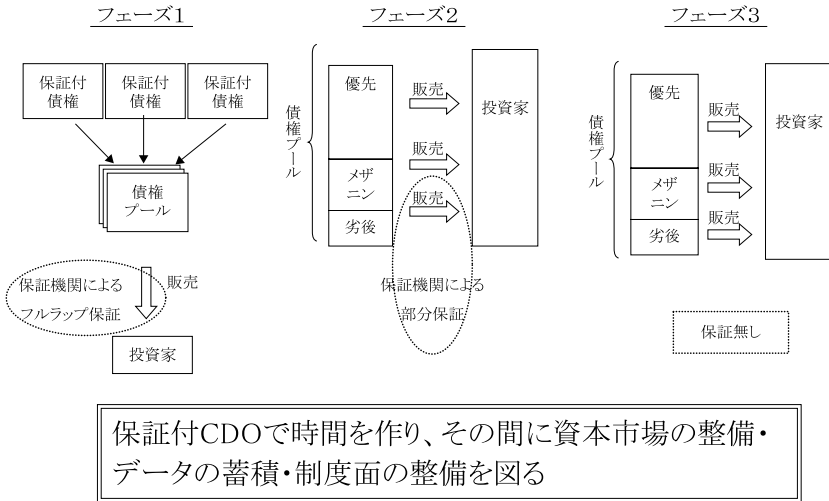 フェーズ1
保証付
債権
保証付
債権
保証付
債権
債権
プール
保証機関による
フルラップ保証
販売
投資家
フェーズ2
債権プール
優先
メザ
ニン
劣後
販売
販売
販売
投資家
保証機関による
部分保証
フェーズ3
債権プール
優先
メザ
ニン
劣後
販売
販売
販売
投資家
保証無し
保証付CDOで時間を作り、その間に資本市場の整備・
データの蓄積・制度面の整備を図る